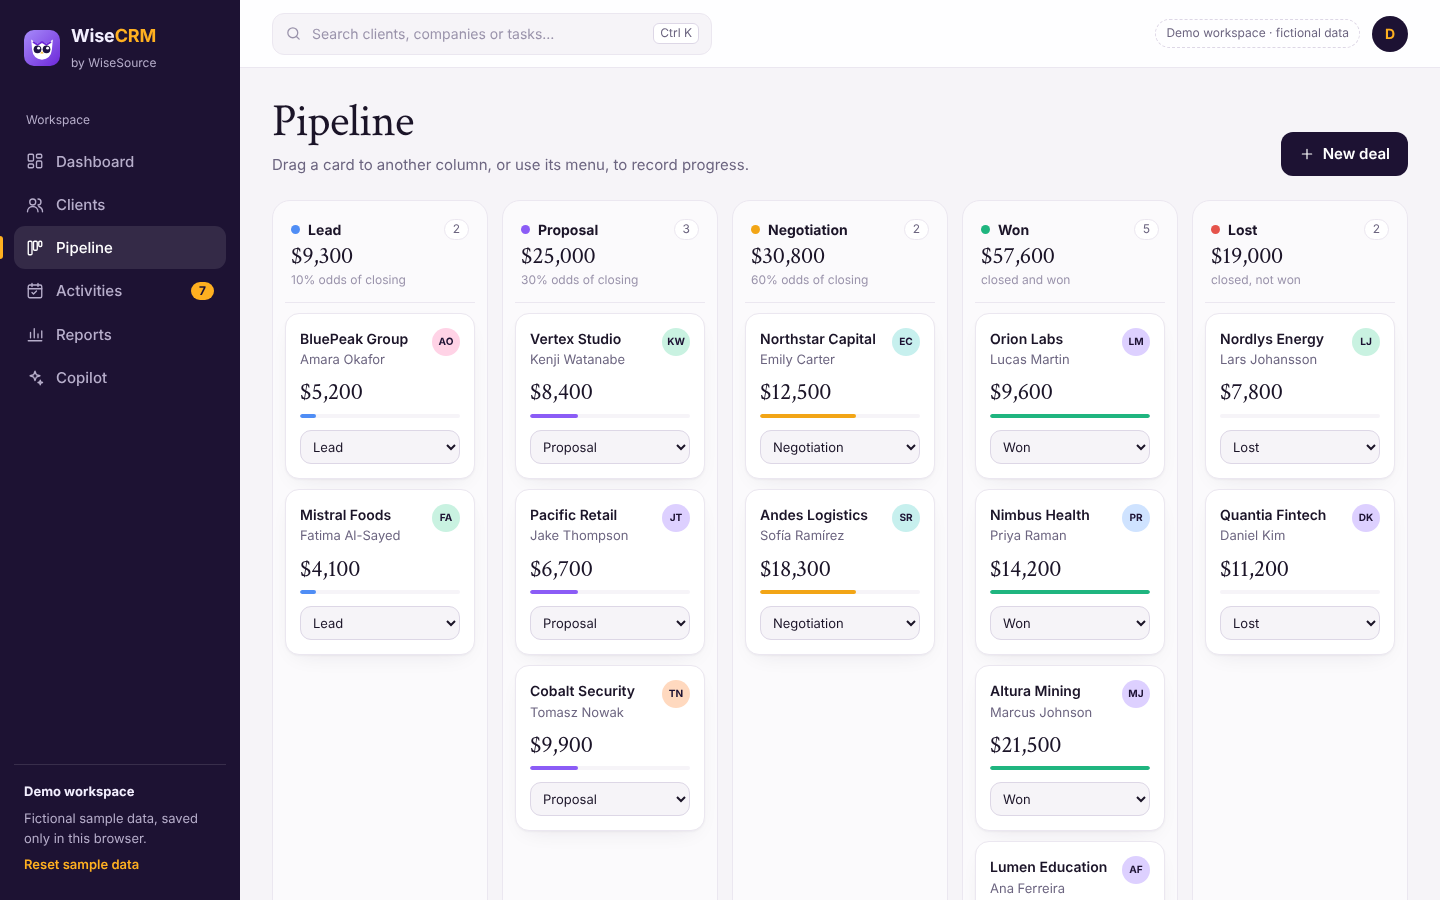 WiseCRM
by WiseSource
Workspace
Dashboard
Clients
Pipeline
Activities
7
Reports
Copilot
Demo workspace
Fictional sample data, saved
only in this browser.
Reset sample data
Search clients, companies or tasks...
Ctrl K
Demo workspace · fictional data
D
Pipeline
Drag a card to another column, or use its menu, to record progress.
+ New deal
Lead
2
$9,300
10% odds of closing
BluePeak Group
AO
Amara Okafor
$5,200
Lead
Mistral Foods
FA
Fatima Al-Sayed
$4,100
Lead
Proposal
3
$25,000
30% odds of closing
Vertex Studio
KW
Kenji Watanabe
$8,400
Proposal
Pacific Retail
JT
Jake Thompson
$6,700
Proposal
Cobalt Security
TN
Tomasz Nowak
$9,900
Proposal
Negotiation
2
$30,800
60% odds of closing
Northstar Capital
EC
Emily Carter
$12,500
Negotiation
Andes Logistics
SR
Sofía Ramírez
$18,300
Negotiation
Won
5
$57,600
closed and won
Orion Labs
LM
Lucas Martin
$9,600
Won
Nimbus Health
PR
Priya Raman
$14,200
Won
Altura Mining
MJ
Marcus Johnson
$21,500
Won
Lumen Education
AF
Ana Ferreira
Lost
2
$19,000
closed, not won
Nordlys Energy
LJ
Lars Johansson
$7,800
Lost
Quantia Fintech
DK
Daniel Kim
$11,200
Lost